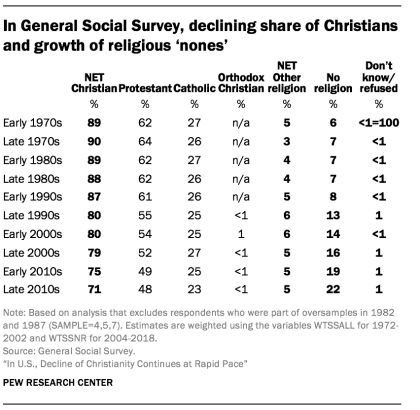 In General Social Survey, declining share of Christians
and growth of religious ‘nones’
NET Christian Protestant Catholic Orthodox Christian NET Other religion No religion Don’t know/ refused
% % % % % % %
Early 1970s 89 62 27 n/a 5 6 <1=100
Late 1970s 90 64 26 n/a 3 7 <1
Early 1980s 89 62 27 n/a 4 7 <1
Late 1980s 88 62 26 n/a 4 7 <1
Early 1990s 87 61 26 n/a 5 8 <1
Late 1990s 80 55 25 <1 6 13 1
Early 2000s 80 54 25 1 6 14 <1
Late 2000s 79 52 27 <1 5 16 1
Early 2010s 75 49 25 <1 5 19 1
Late 2010s 71 48 23 <1 5 22 1
Note: Based on analysis that excludes respondents who were part of oversamples in 1982
and 1987 (SAMPLE=4,5,7). Estimates are weighted using the variables WTSSALL for 1972-
2002 and WTSSNR for 2004-2018.
Source: General Social Survey.
“In U.S., Decline of Christianity Continues at Rapid Pace”
PEW RESEARCH CENTER